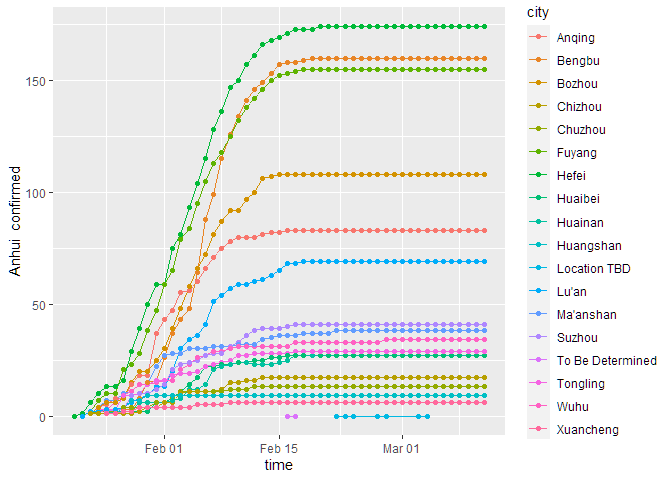 city
Anqing
Bengbu
Bozhou
Chizhou
Chuzhou
Fuyang
Hefei
Huaibei
Huainan
Huangshan
Location TBD
Lu'an
Ma'anshan
Suzhou
To Be Determined
Tongling
Wuhu
Xuancheng
Anhui confirmed
150
100
50
0
Feb 01 Feb 15 Mar 01
time